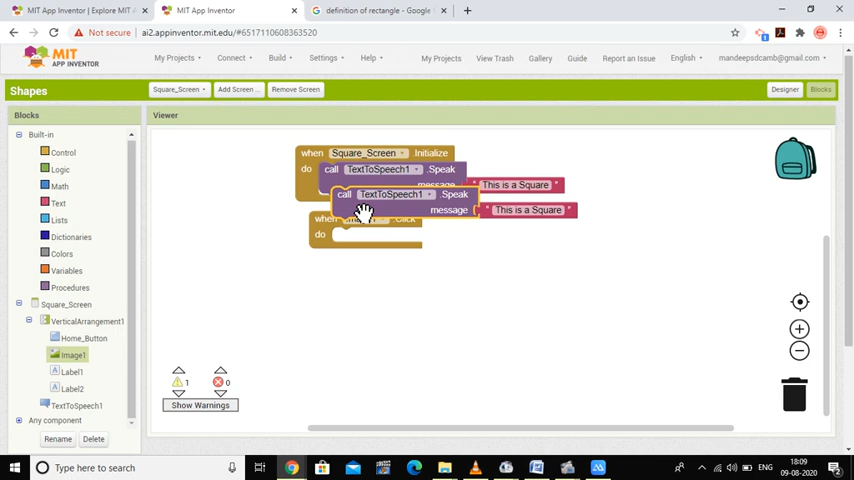 MIT App Inventor | Explore MIT A
MIT App Inventor
definition of rectangle - Google S
Not secure | ai2.appinventor.mit.edu/#6517110608363520
MIT
APP INVENTOR
My Projects
Connect
Build
Settings
Help
My Projects
View Trash
Gallery
Guide
Report an Issue
English
mandeepsdcamb@gmail.com
Shapes
Square_Screen
Add Screen ...
Remove Screen
Designer
Blocks
Blocks
Viewer
Built-in
Control
Logic
Math
Text
Lists
Dictionaries
Colors
Variables
Procedures
Square_Screen
VerticalArrangement1
Home_Button
Image1
Label1
Label2
TextToSpeech1
Any component
Rename
Delete
when Square_Screen .Initialize
do call TextToSpeech1 .Speak
message " This is a Square "
call TextToSpeech1 .Speak
message " This is a Square "
when .Click
do
1
0
Show Warnings
Type here to search
ENG
18:09
09-08-2020
2